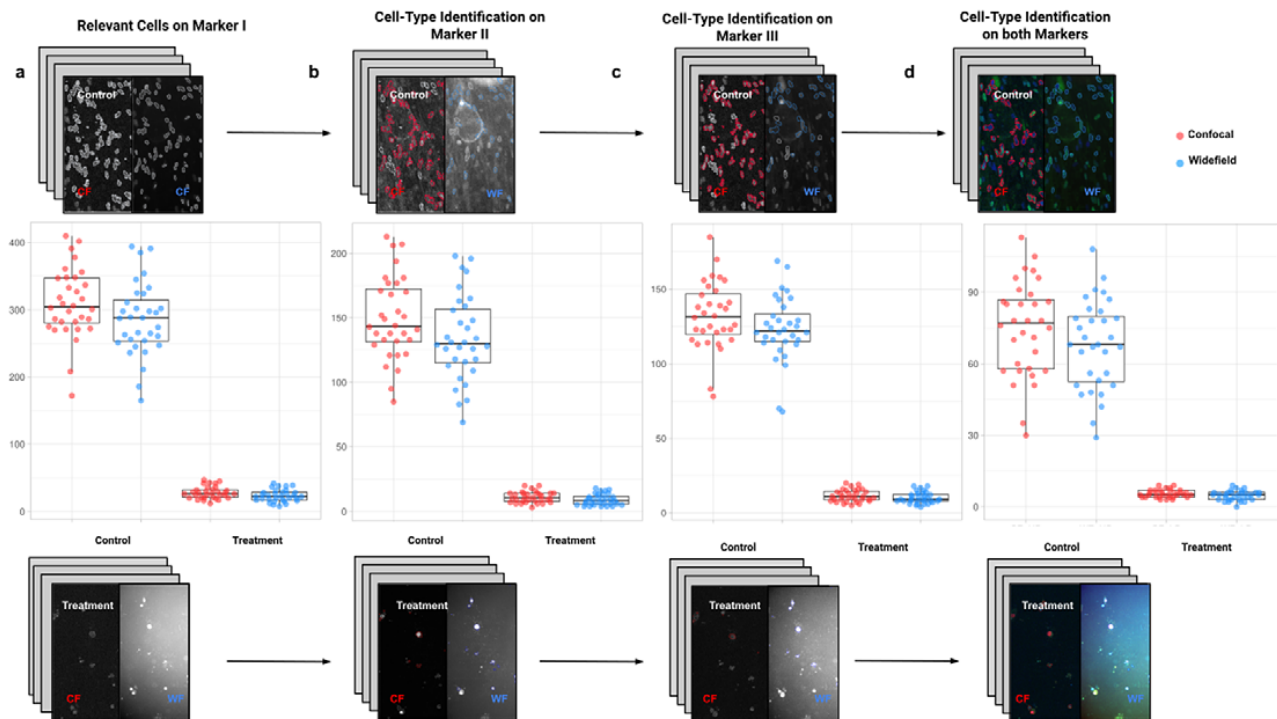 Relevant Cells on Marker I
Cell-Type Identification on
Marker II
Cell-Type Identification on
Marker III
Cell-Type Identification
on both Markers
a
b
c
d
Control
CF
CF
Control
CF
WF
Control
CF
WF
Control
CF
WF
Confocal
Widefield
400
300
200
100
0
200
150
100
50
0
150
100
50
0
90
60
30
0
Control
Treatment
Control
Treatment
Control
Treatment
Control
Treatment
Treatment
CF
WF
Treatment
CF
WF
Treatment
CF
WF
Treatment
CF
WF